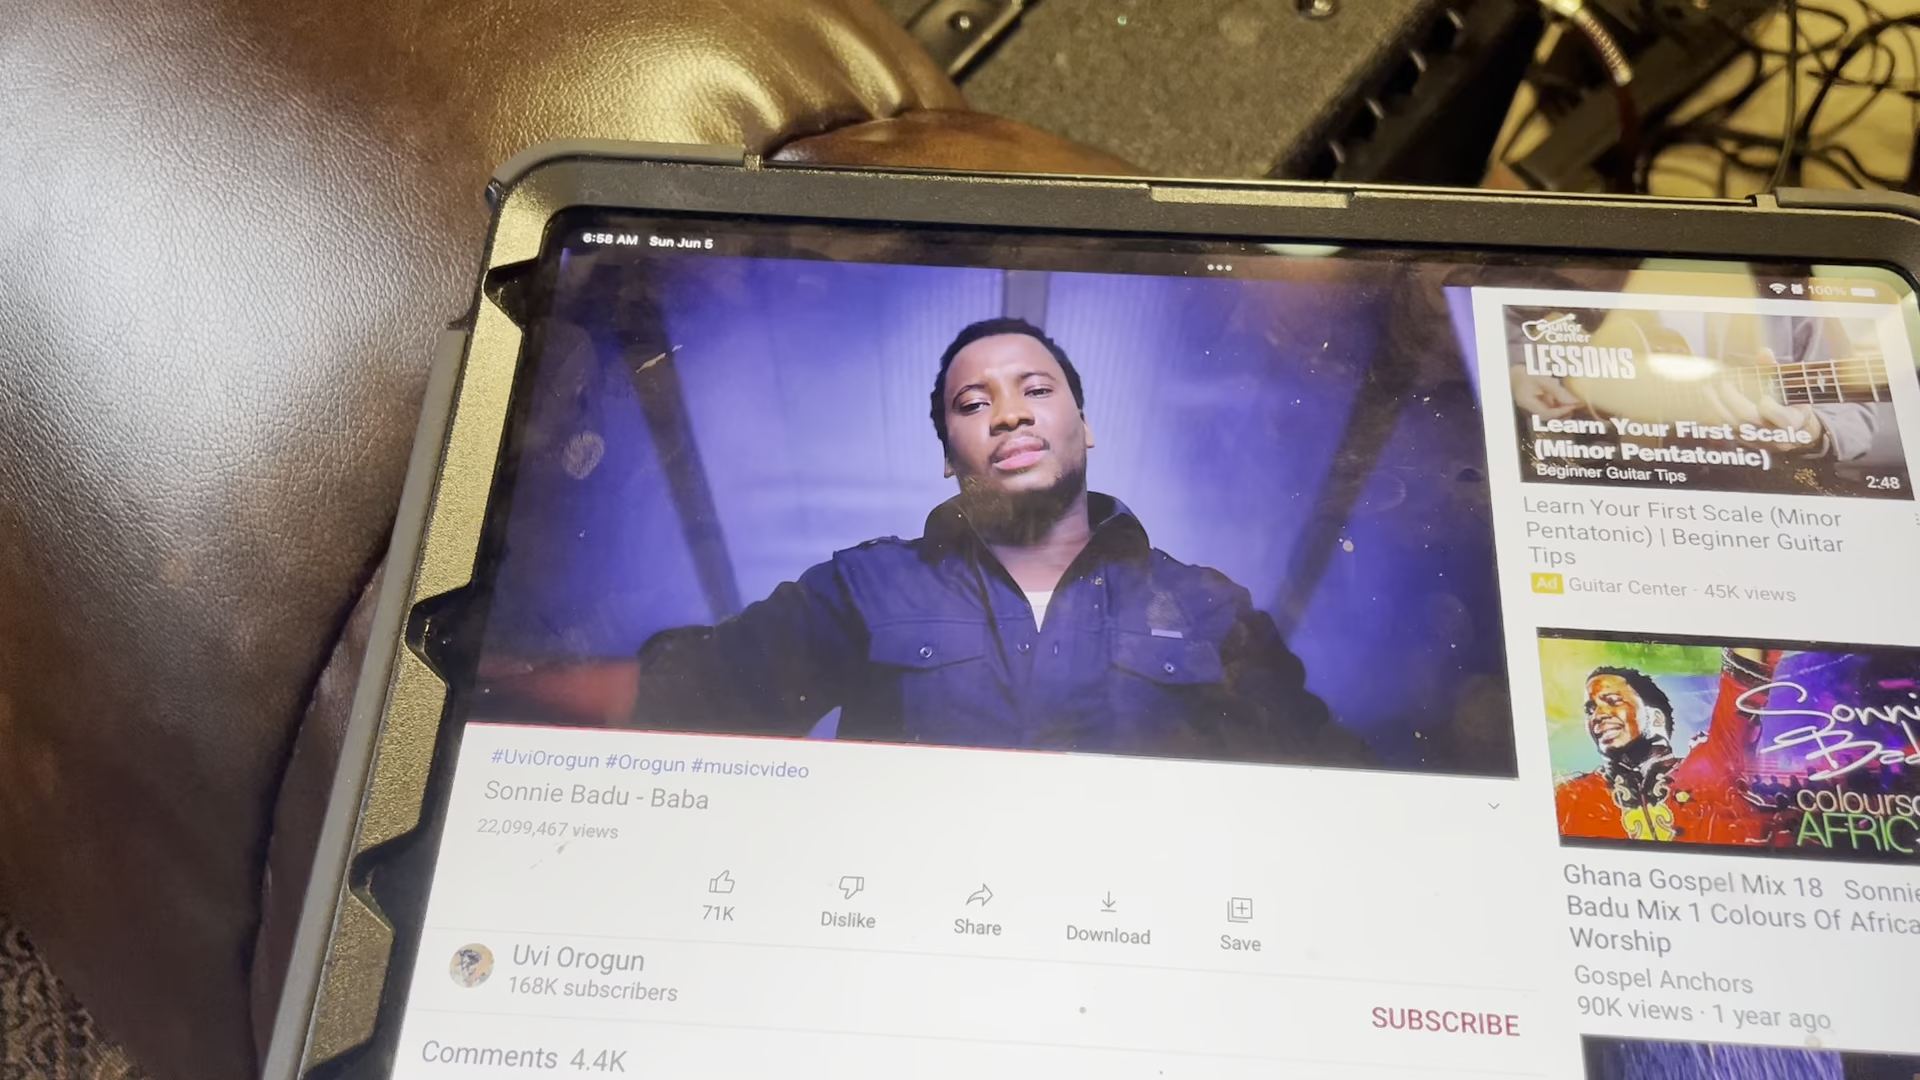 6:58 AM Sun Jun 5
100%
#UviOrogun #Orogun #musicvideo
Sonnie Badu - Baba
22,099,467 views
71K
Dislike
Share
Download
Save
Uvi Orogun
168K subscribers
SUBSCRIBE
Comments 4.4K
Guitar
Center
LESSONS
Learn Your First Scale
(Minor Pentatonic)
Beginner Guitar Tips
2:48
Learn Your First Scale (Minor
Pentatonic) | Beginner Guitar
Tips
Ad Guitar Center · 45K views
Ghana Gospel Mix 18 Sonnie
Badu Mix 1 Colours Of Africa
Worship
Gospel Anchors
90K views · 1 year ago